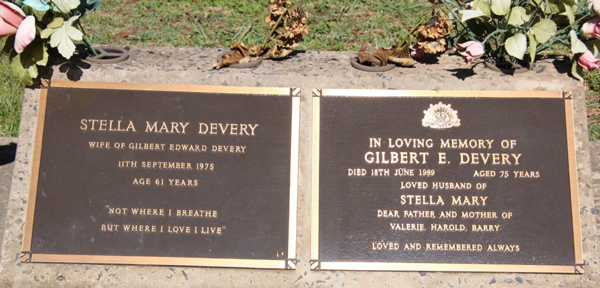 STELLA MARY DEVERY
WIFE OF GILBERT EDWARD DEVERY
11TH SEPTEMBER 1975
AGE 61 YEARS
"NOT WHERE I BREATHE
BUT WHERE I LOVE I LIVE"
IN LOVING MEMORY OF
GILBERT E. DEVERY
DIED 18TH JUNE 1989 AGED 75 YEARS
LOVED HUSBAND OF
STELLA MARY
DEAR FATHER AND MOTHER OF
VALERIE, HAROLD, BARRY
LOVED AND REMEMBERED ALWAYS